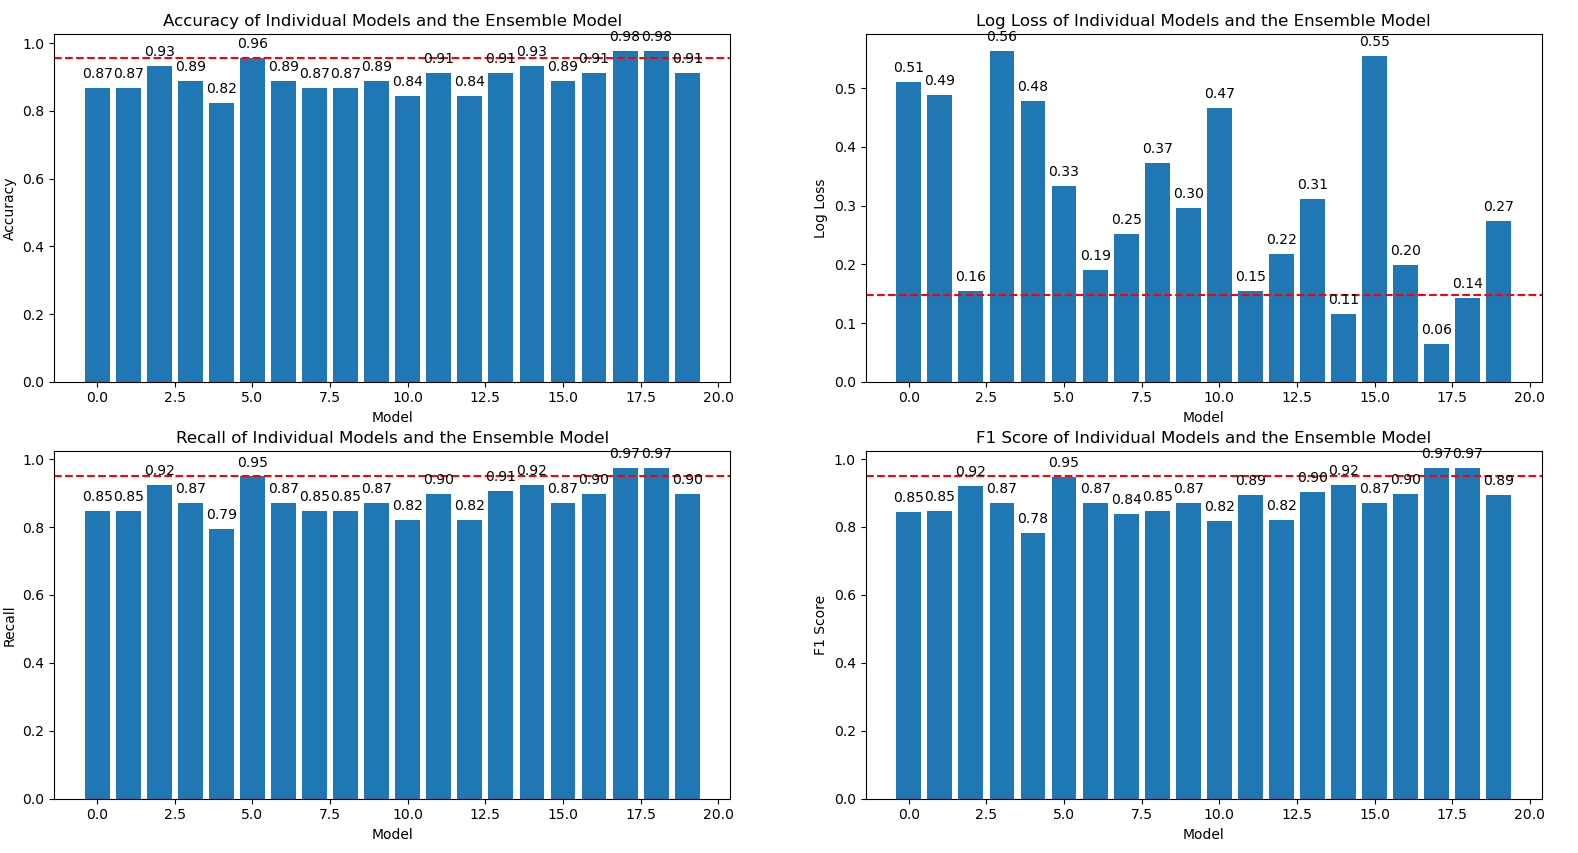 Accuracy of Individual Models and the Ensemble Model
1.0
0.8
0.6
0.4
0.2
0.0
Accuracy
0.87 0.87 0.93 0.89 0.82 0.96 0.89 0.87 0.87 0.89 0.84 0.91 0.84 0.91 0.93 0.89 0.91 0.98 0.98 0.91
0.0 2.5 5.0 7.5 10.0 12.5 15.0 17.5 20.0
Model
Log Loss of Individual Models and the Ensemble Model
0.5
0.4
0.3
0.2
0.1
0.0
Log Loss
0.51 0.49 0.16 0.56 0.48 0.33 0.19 0.25 0.37 0.30 0.47 0.15 0.22 0.31 0.11 0.55 0.20 0.06 0.14 0.27
0.0 2.5 5.0 7.5 10.0 12.5 15.0 17.5 20.0
Model
Recall of Individual Models and the Ensemble Model
1.0
0.8
0.6
0.4
0.2
0.0
Recall
0.85 0.85 0.92 0.87 0.79 0.95 0.87 0.85 0.85 0.87 0.82 0.90 0.82 0.91 0.92 0.87 0.90 0.97 0.97 0.90
0.0 2.5 5.0 7.5 10.0 12.5 15.0 17.5 20.0
Model
F1 Score of Individual Models and the Ensemble Model
1.0
0.8
0.6
0.4
0.2
0.0
F1 Score
0.85 0.85 0.92 0.87 0.78 0.95 0.87 0.84 0.85 0.87 0.82 0.89 0.82 0.90 0.92 0.87 0.90 0.97 0.97 0.89
0.0 2.5 5.0 7.5 10.0 12.5 15.0 17.5 20.0
Model